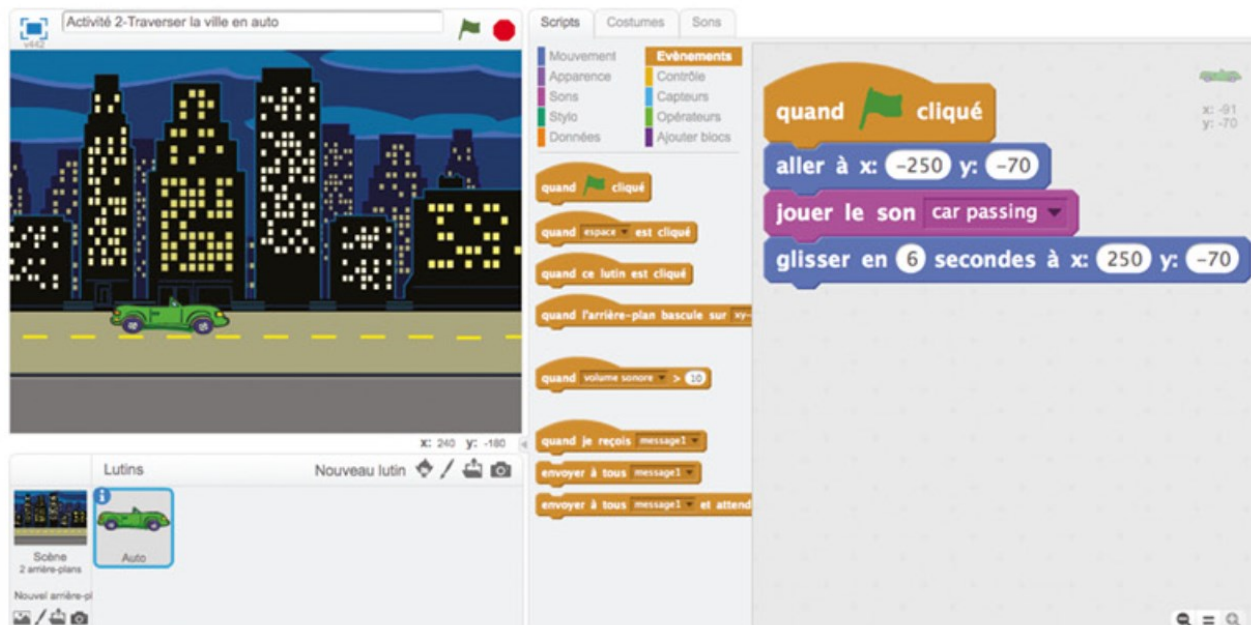 Activité 2-Traverser la ville en auto
v442
Scripts Costumes Sons
Mouvement Evènements
Apparence Contrôle
Sons Capteurs
Stylo Opérateurs
Données Ajouter blocs
quand cliqué
quand espace est cliqué
quand ce lutin est cliqué
quand l'arrière-plan bascule sur xy-
quand volume sonore > 10
quand je reçois message1
envoyer à tous message1
envoyer à tous message1 et attend
quand cliqué
aller à x: -250 y: -70
jouer le son car passing
glisser en 6 secondes à x: 250 y: -70
x: -91
y: -70
x: 240 y: -180
Lutins Nouveau lutin
Scène
2 arrière-plans
Nouvel arrière-pl
Auto